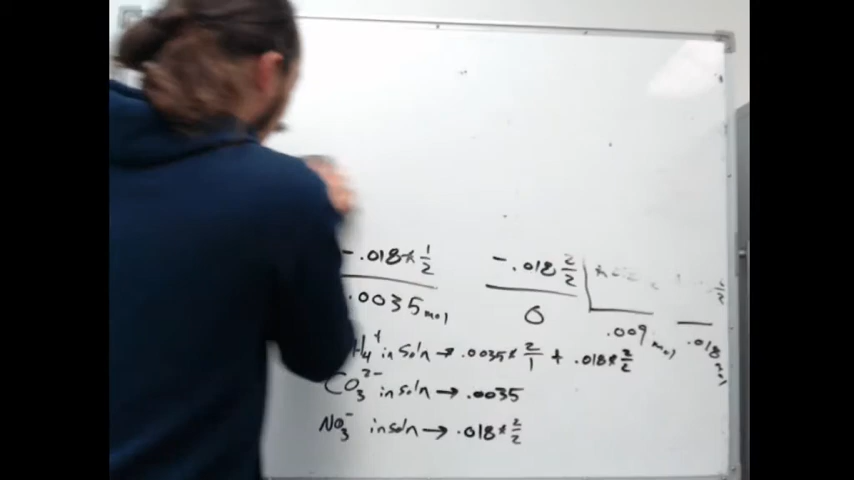 - .018 * 1/2
- .018 2/2
.0035 mol
0
.009 mol
.018 mol
H4+ in sol'n → .0035 * 2/1 + .018 * 2/2
CO3 2- in sol'n → .0035
NO3- in sol'n → .018 * 2/2